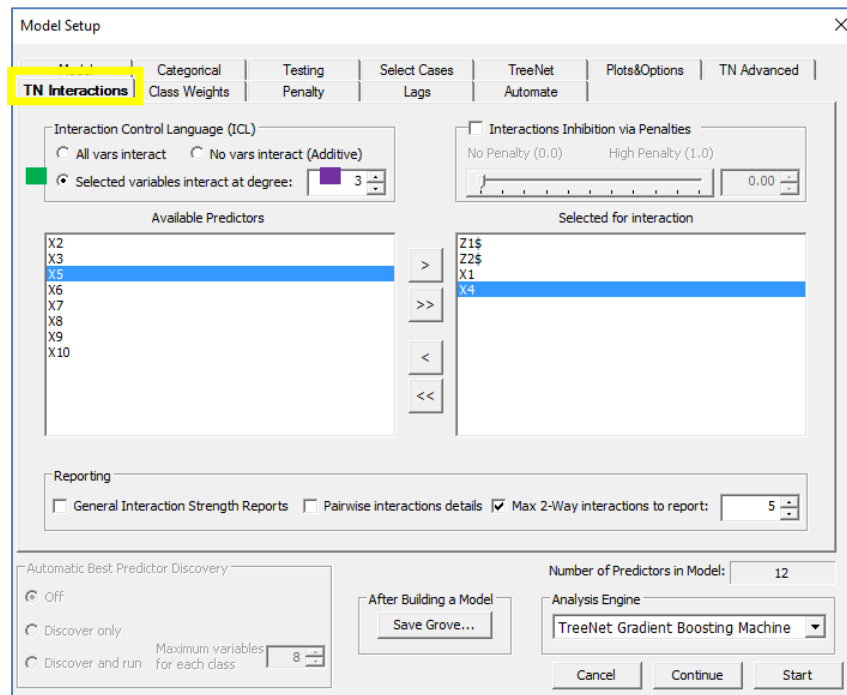 Model Setup
Categorical Testing Select Cases TreeNet Plots&Options TN Advanced
TN Interactions Class Weights Penalty Lags Automate
Interaction Control Language (ICL)
All vars interact No vars interact (Additive)
Selected variables interact at degree: 3
Interactions Inhibition via Penalties
No Penalty (0.0) High Penalty (1.0)
0.00
Available Predictors
X2
X3
X5
X6
X7
X8
X9
X10
>
>>
<
<<
Selected for interaction
Z1$
Z2$
X1
X4
Reporting
General Interaction Strength Reports Pairwise interactions details Max 2-Way interactions to report: 5
Automatic Best Predictor Discovery
Off
Discover only
Discover and run
Maximum variables
for each class 8
After Building a Model
Save Grove...
Number of Predictors in Model: 12
Analysis Engine
TreeNet Gradient Boosting Machine
Cancel Continue Start